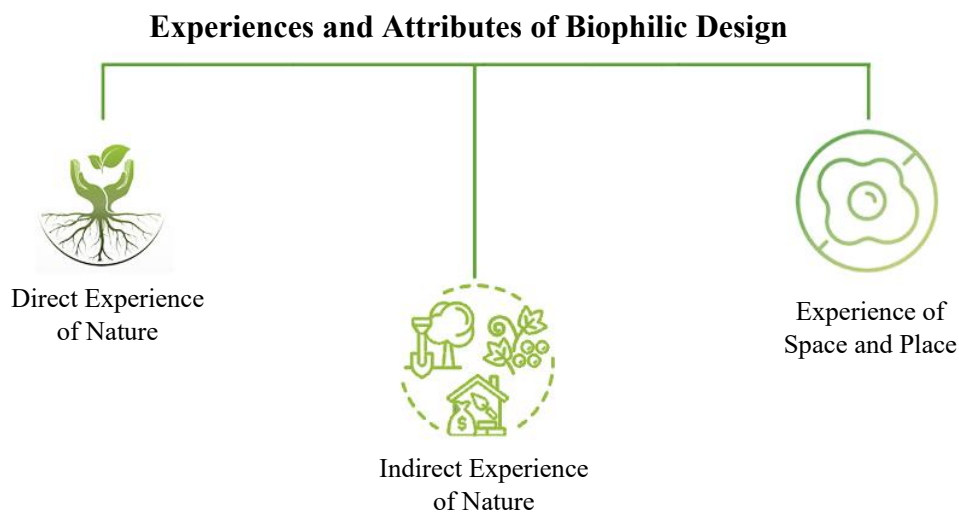 Experiences and Attributes of Biophilic Design
Direct Experience
of Nature
Experience of
Space and Place
$
Indirect Experience
of Nature